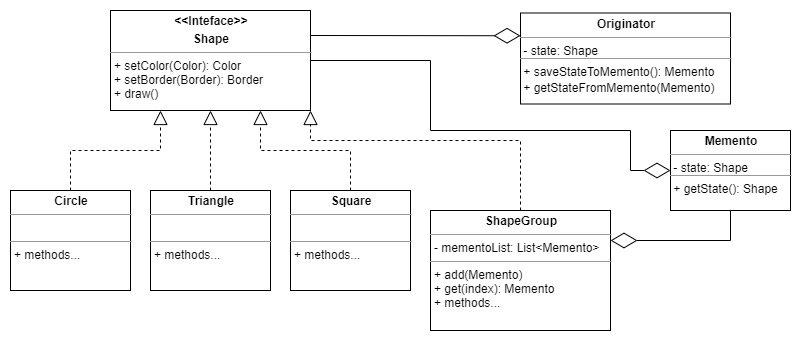 <<Inteface>>
Shape
+ setColor(Color): Color
+ setBorder(Border): Border
+ draw()
Originator
- state: Shape
+ saveStateToMemento(): Memento
+ getStateFromMemento(Memento)
Memento
- state: Shape
+ getState(): Shape
Circle
+ methods...
Triangle
+ methods...
Square
+ methods...
ShapeGroup
- mementoList: List<Memento>
+ add(Memento)
+ get(index): Memento
+ methods...